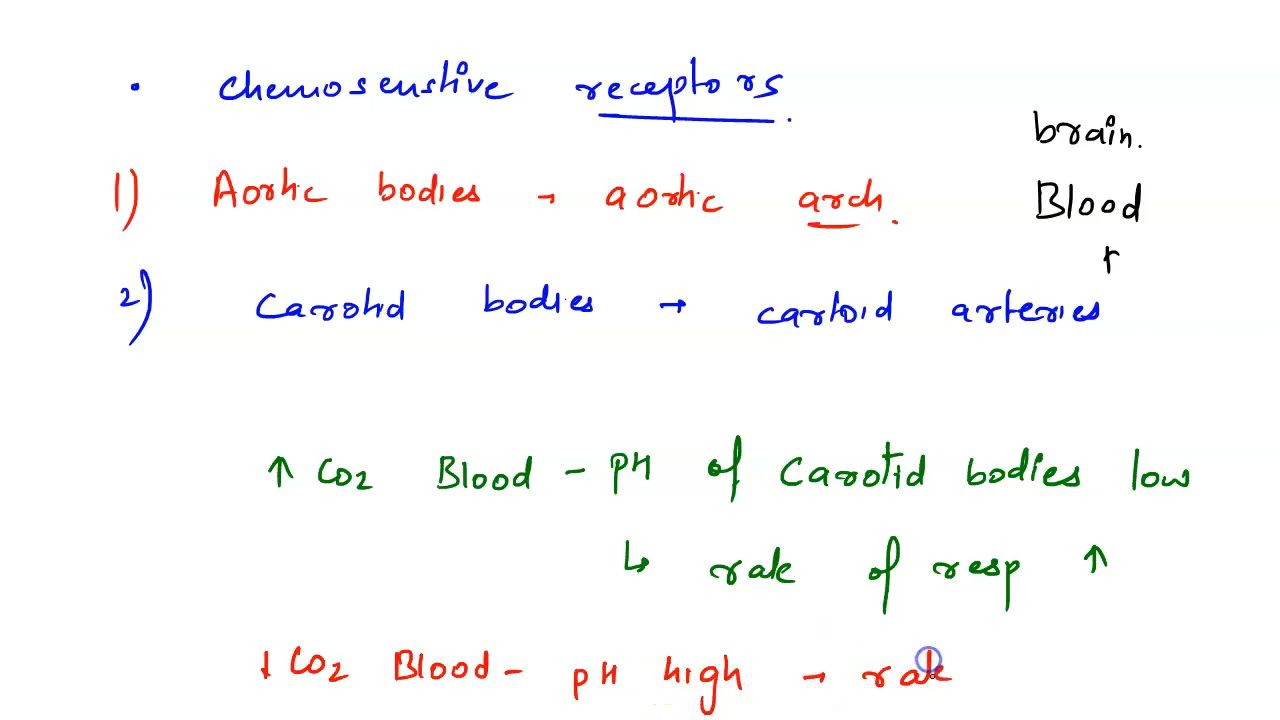 • Chemosenstive receptors.
brain.
1) Aortic bodies → aortic arch.
Blood
r
2) Carotid bodies → cartoid arteries
↑ CO2 Blood - pH of Carotid bodies low
↳ rate of resp ↑
↓ CO2 Blood - pH high → rate